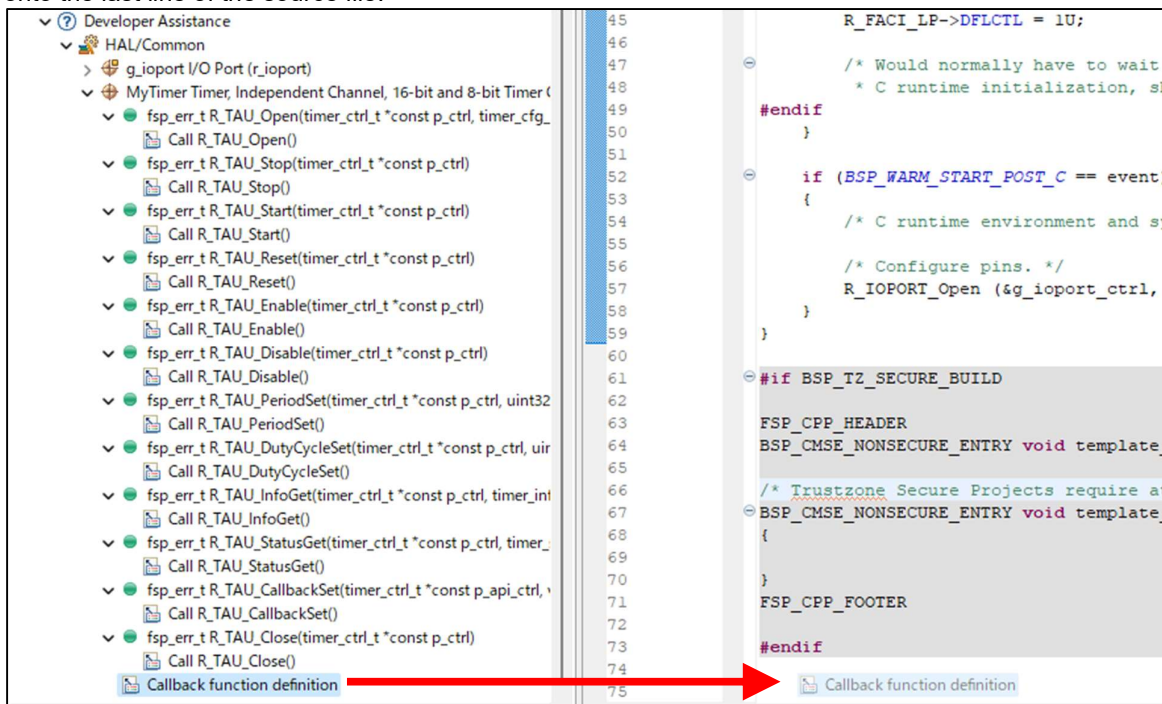 onto the last line of the source file.
Developer Assistance
HAL/Common
g_ioport I/O Port (r_ioport)
MyTimer Timer, Independent Channel, 16-bit and 8-bit Timer (
fsp_err_t R_TAU_Open(timer_ctrl_t *const p_ctrl, timer_cfg_
Call R_TAU_Open()
fsp_err_t R_TAU_Stop(timer_ctrl_t *const p_ctrl)
Call R_TAU_Stop()
fsp_err_t R_TAU_Start(timer_ctrl_t *const p_ctrl)
Call R_TAU_Start()
fsp_err_t R_TAU_Reset(timer_ctrl_t *const p_ctrl)
Call R_TAU_Reset()
fsp_err_t R_TAU_Enable(timer_ctrl_t *const p_ctrl)
Call R_TAU_Enable()
fsp_err_t R_TAU_Disable(timer_ctrl_t *const p_ctrl)
Call R_TAU_Disable()
fsp_err_t R_TAU_PeriodSet(timer_ctrl_t *const p_ctrl, uint32
Call R_TAU_PeriodSet()
fsp_err_t R_TAU_DutyCycleSet(timer_ctrl_t *const p_ctrl, uir
Call R_TAU_DutyCycleSet()
fsp_err_t R_TAU_InfoGet(timer_ctrl_t *const p_ctrl, timer_inf
Call R_TAU_InfoGet()
fsp_err_t R_TAU_StatusGet(timer_ctrl_t *const p_ctrl, timer_
Call R_TAU_StatusGet()
fsp_err_t R_TAU_CallbackSet(timer_ctrl_t *const p_api_ctrl,
Call R_TAU_CallbackSet()
fsp_err_t R_TAU_Close(timer_ctrl_t *const p_ctrl)
Call R_TAU_Close()
Callback function definition
45 R_FACI_LP->DFLCTL = 1U;
46
47 /* Would normally have to wait
48 * C runtime initialization, sl
49 #endif
50 }
51
52 if (BSP_WARM_START_POST_C == event
53 {
54 /* C runtime environment and s
55
56 /* Configure pins. */
57 R_IOPORT_Open (&g_ioport_ctrl,
58 }
59 }
60
61 #if BSP_TZ_SECURE_BUILD
62
63 FSP_CPP_HEADER
64 BSP_CMSE_NONSECURE_ENTRY void template_
65
66 /* Trustzone Secure Projects require a
67 BSP_CMSE_NONSECURE_ENTRY void template_
68 {
69
70 }
71 FSP_CPP_FOOTER
72
73 #endif
74
75 Callback function definition